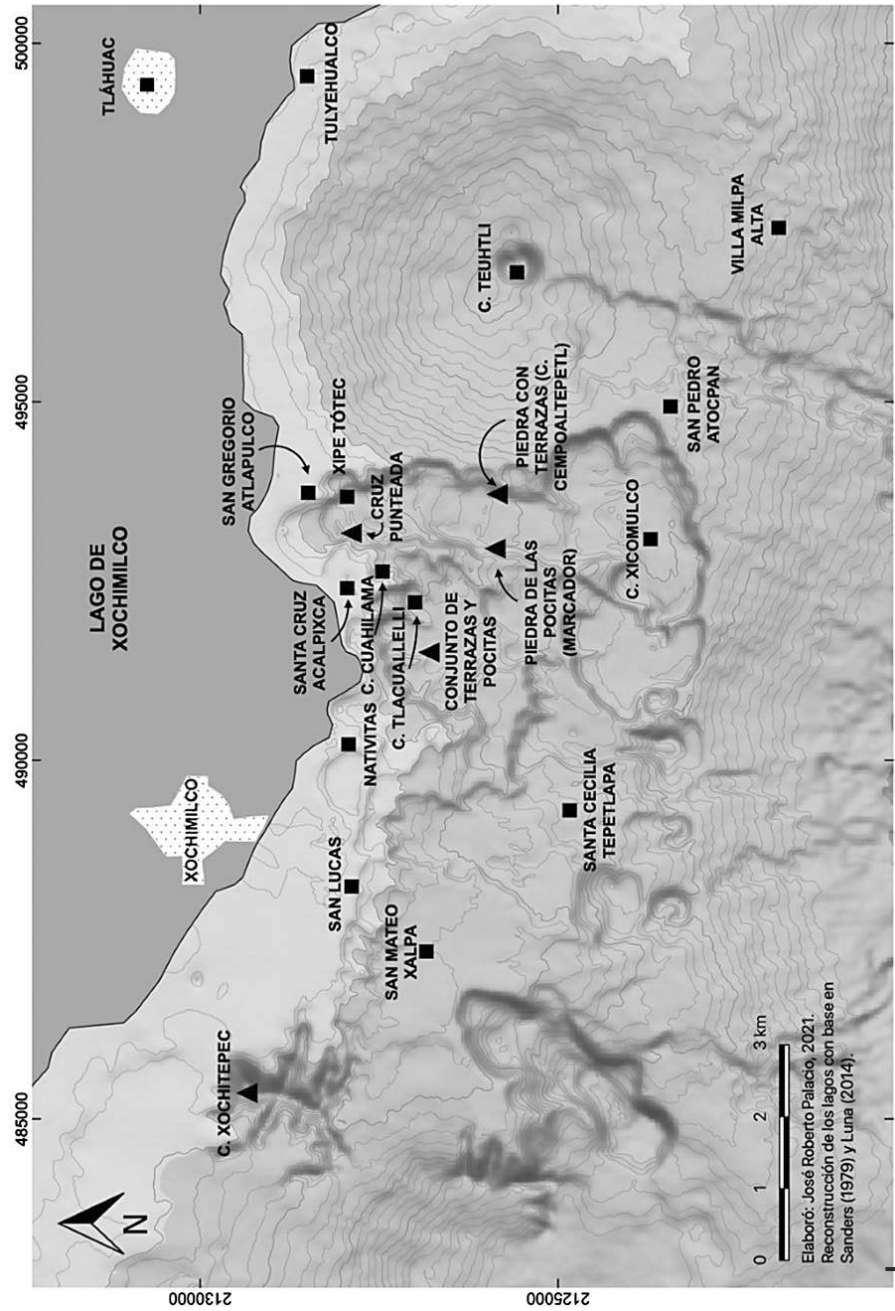 485000
490000
495000
500000
2130000
2125000
N
LAGO DE
XOCHIMILCO
TLÁHUAC
XOCHIMILCO
TULYEHUALCO
SAN GREGORIO
ATLAPULCO
XIPE TÓTEC
CRUZ
PUNTEADA
SANTA CRUZ
ACALPIXCA
C. CUAHILAMA
C. TLACUALLELLI
NATIVITAS
CONJUNTO DE
TERRAZAS Y
POCITAS
SAN LUCAS
SAN MATEO
XALPA
C. XOCHITEPEC
C. TEUHTLI
PIEDRA CON
TERRAZAS (C.
CEMPOALTEPETL)
PIEDRA DE LAS
POCITAS
(MARCADOR)
SANTA CECILIA
TEPETLAPA
C. XICOMULCO
SAN PEDRO
ATOCPAN
VILLA MILPA
ALTA
0 1 2 3 km
Elaboró: José Roberto Palacio, 2021.
Reconstrucción de los lagos con base en
Sanders (1979) y Luna (2014).